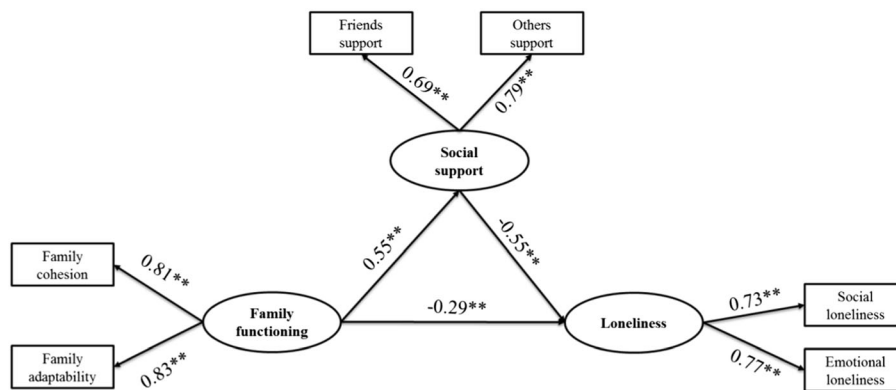 Friends
support
Others
support
0.69**
0.79**
Social
support
0.55**
-0.55**
Family
cohesion
0.81**
Family
functioning
-0.29**
Loneliness
0.73**
Social
loneliness
Family
adaptability
0.83**
0.77**
Emotional
loneliness